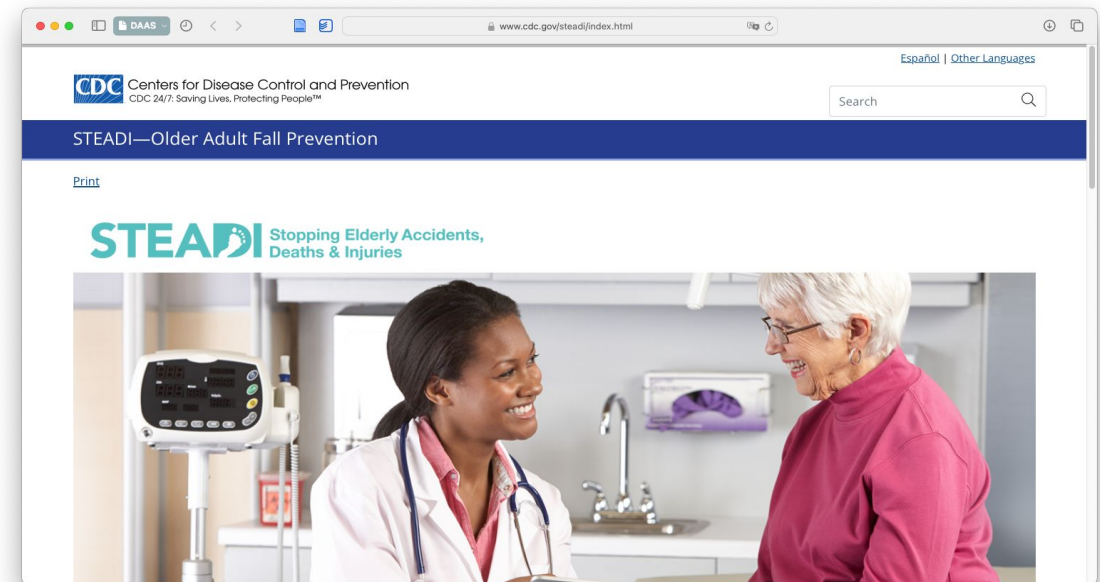 DAAS
www.cdc.gov/steadi/index.html
Español | Other Languages
CDC
Centers for Disease Control and Prevention
CDC 24/7: Saving Lives, Protecting People™
Search
STEADI—Older Adult Fall Prevention
Print
STEADI
Stopping Elderly Accidents,
Deaths & Injuries